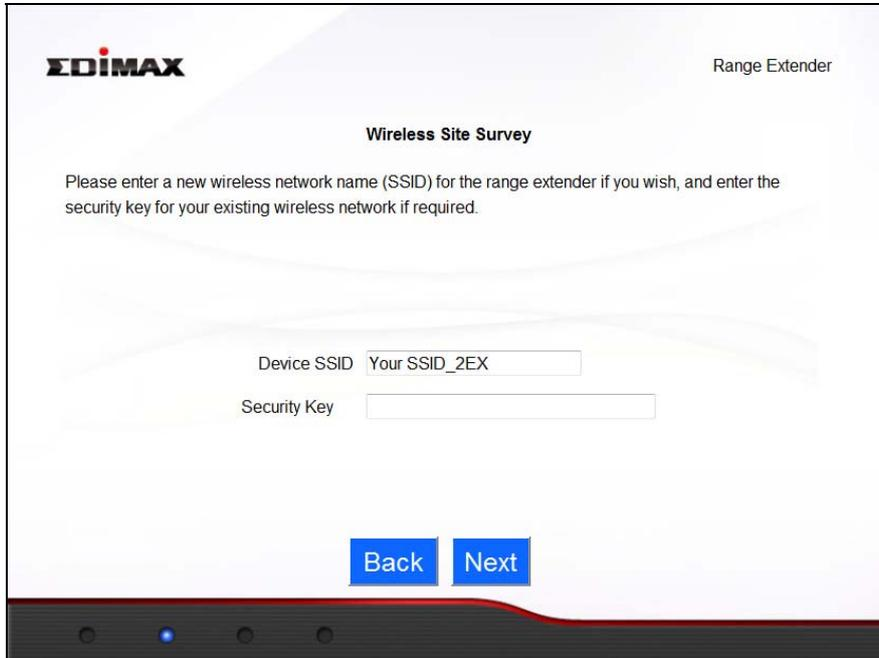 EDIMAX
Range Extender
Wireless Site Survey
Please enter a new wireless network name (SSID) for the range extender if you wish, and enter the
security key for your existing wireless network if required.
Device SSID Your SSID_2EX
Security Key
Back Next